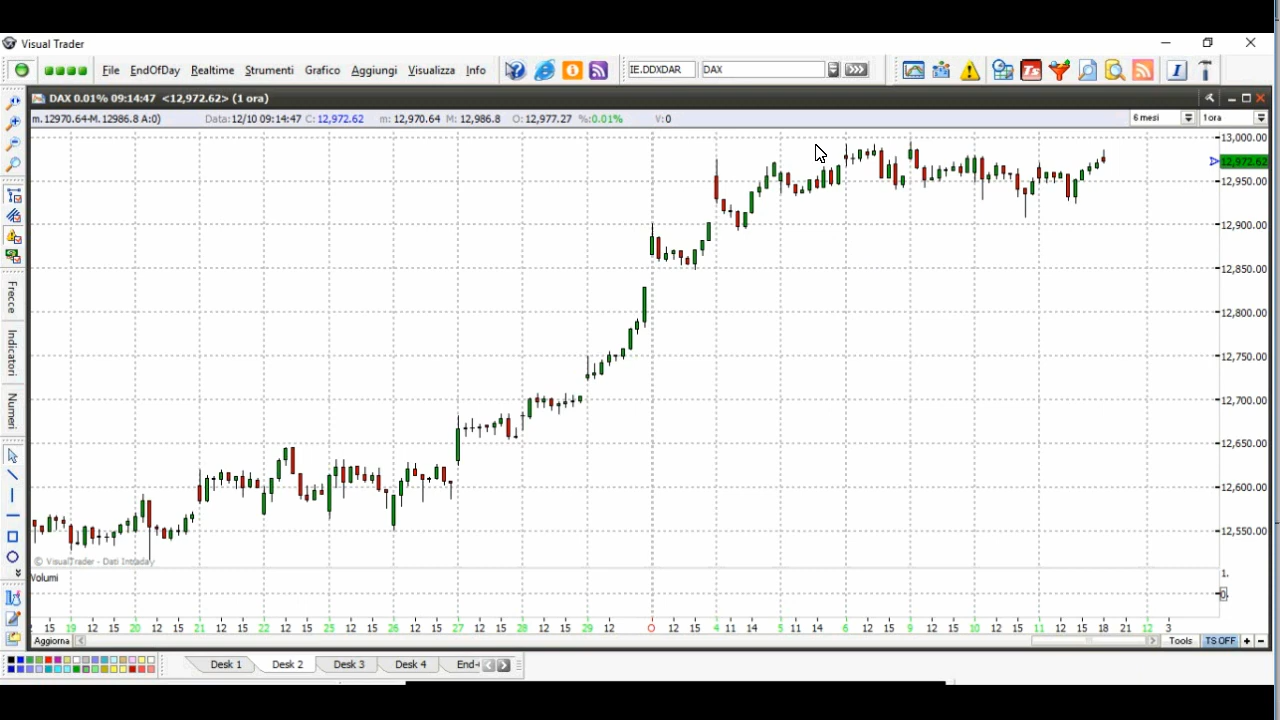 Visual Trader
File EndOfDay Realtime Strumenti Grafico Aggiungi Visualizza Info IE.DDXDAR DAX
DAX 0.01% 09:14:47 <12,972.62> (1 ora)
m.12970.64-M.12986.8 A:0) Data:12/10 09:14:47 C: 12,972.62 m: 12,970.64 M: 12,986.8 O: 12,977.27 %:0.01% V:0 6 mesi 1ora
13,000.00
12,972.62
12,950.00
12,900.00
12,850.00
12,800.00
12,750.00
12,700.00
12,650.00
12,600.00
12,550.00
Frecce
Indicatori
Numeri
© VisualTrader - Dati Intraday
Volumi
1.
0.
15 19 12 15 20 12 15 21 12 15 22 12 15 25 12 15 26 12 15 27 12 15 28 12 15 29 12 O 12 15 4 11 14 5 11 14 6 12 15 9 12 15 10 12 15 11 12 15 18 21 12 3
Aggiorna Tools TS OFF
Desk 1 Desk 2 Desk 3 Desk 4